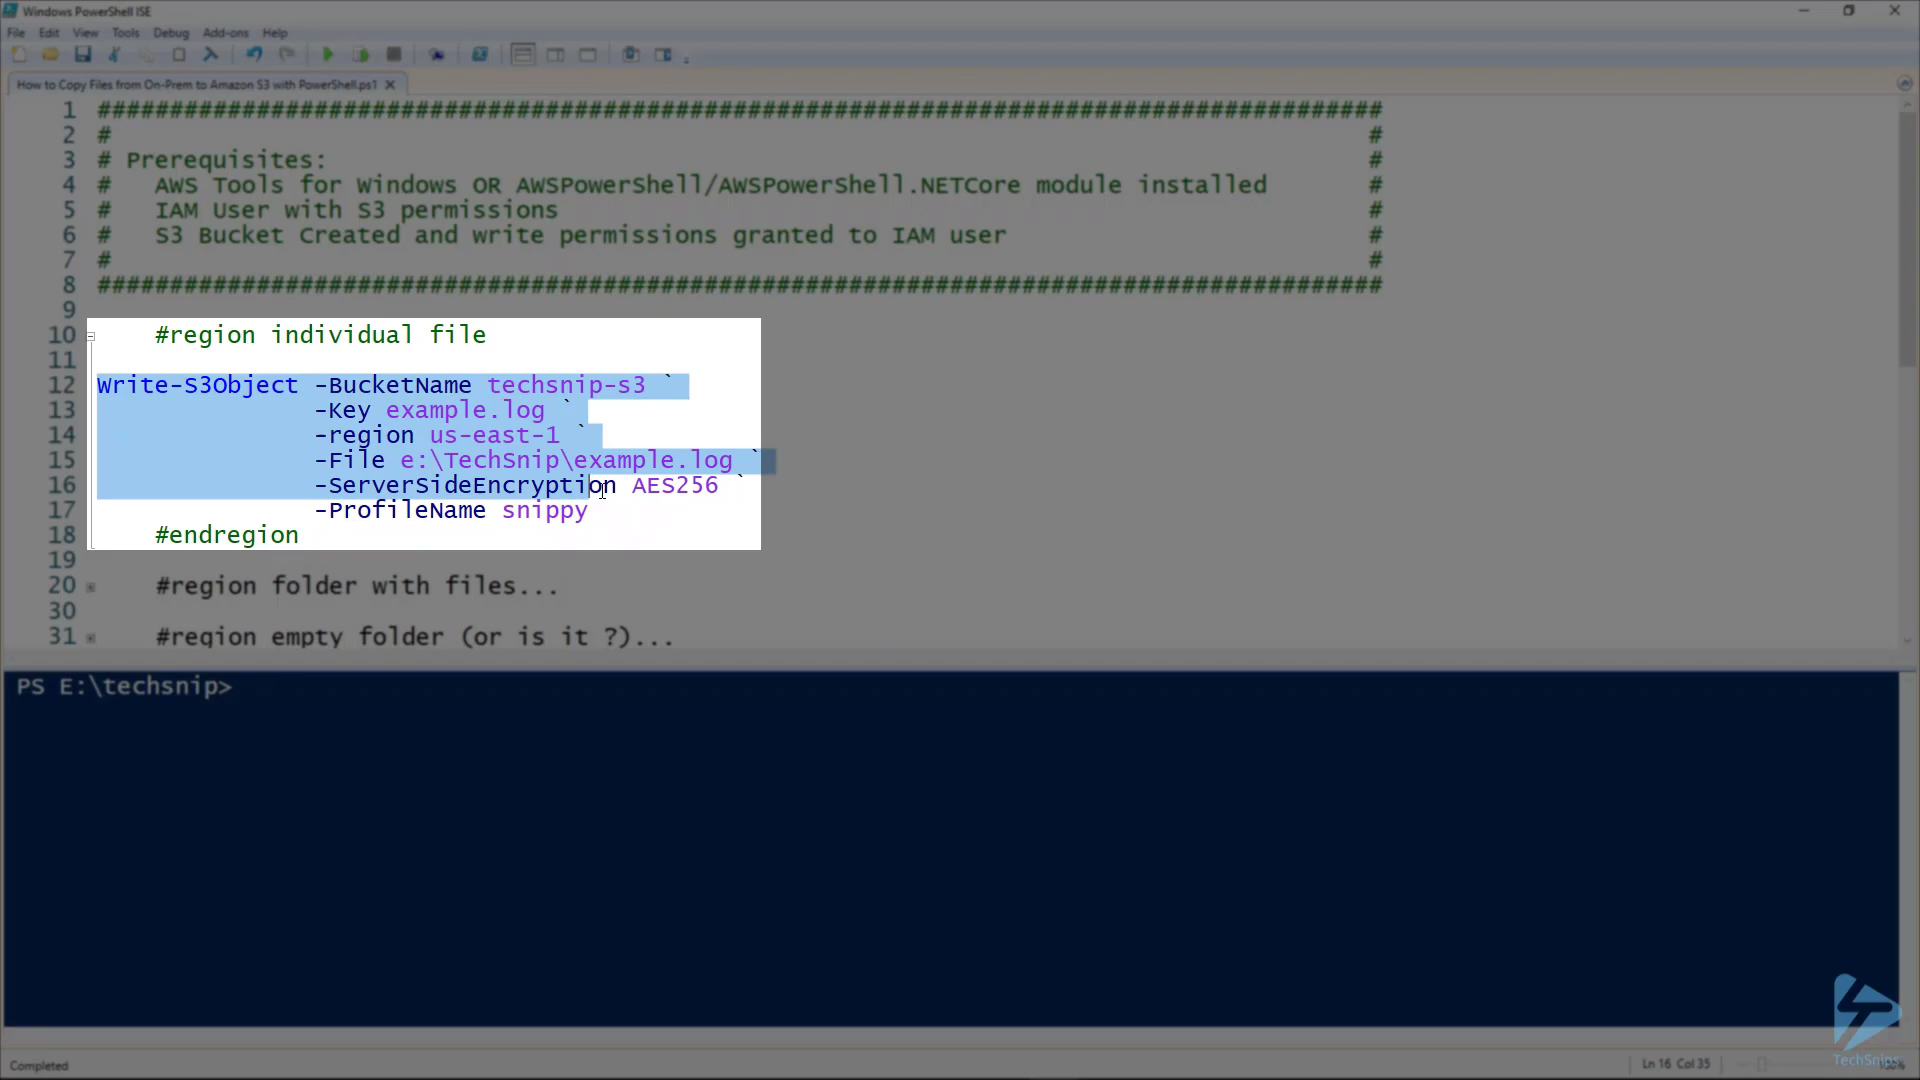 Windows PowerShell ISE
File Edit View Tools Debug Add-ons Help
How to Copy Files from On-Prem to Amazon S3 with PowerShell.ps1
1 #########################################################################################
2 # #
3 # Prerequisites: #
4 # AWS Tools for Windows OR AWSPowerShell/AWSPowerShell.NETCore module installed #
5 # IAM User with S3 permissions #
6 # S3 Bucket Created and write permissions granted to IAM user #
7 # #
8 #########################################################################################
9
10 #region individual file
11
12 Write-S3Object -BucketName techsnip-s3 `
13 -Key example.log `
14 -region us-east-1 `
15 -File e:\TechSnip\example.log `
16 -ServerSideEncryption AES256 `
17 -ProfileName snippy
18 #endregion
19
20 #region folder with files...
30
31 #region empty folder (or is it ?)...
PS E:\techsnip>
Completed
Ln 16 Col 35
TechSnips